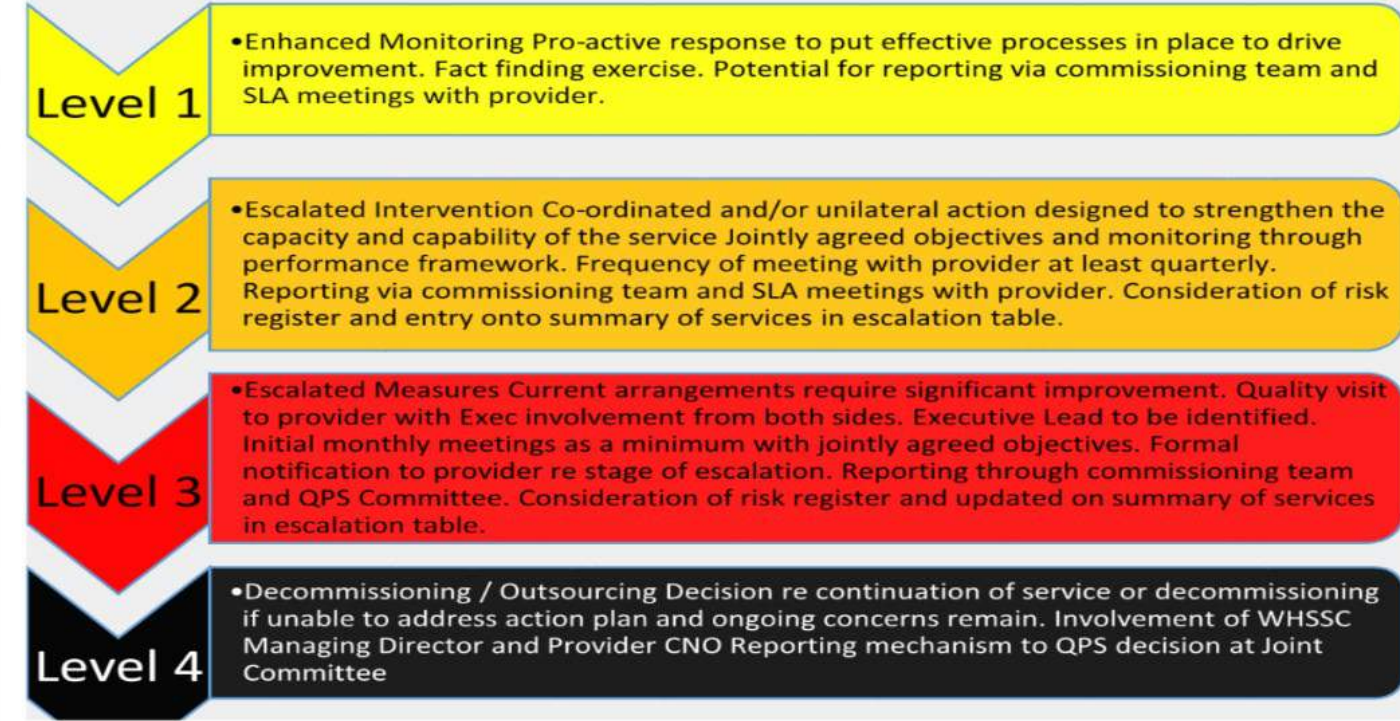 Level 1
•Enhanced Monitoring Pro-active response to put effective processes in place to drive
improvement. Fact finding exercise. Potential for reporting via commissioning team and
SLA meetings with provider.
Level 2
•Escalated Intervention Co-ordinated and/or unilateral action designed to strengthen the
capacity and capability of the service Jointly agreed objectives and monitoring through
performance framework. Frequency of meeting with provider at least quarterly.
Reporting via commissioning team and SLA meetings with provider. Consideration of risk
register and entry onto summary of services in escalation table.
Level 3
•Escalated Measures Current arrangements require significant improvement. Quality visit
to provider with Exec involvement from both sides. Executive Lead to be identified.
Initial monthly meetings as a minimum with jointly agreed objectives. Formal
notification to provider re stage of escalation. Reporting through commissioning team
and QPS Committee. Consideration of risk register and updated on summary of services
in escalation table.
Level 4
•Decommissioning / Outsourcing Decision re continuation of service or decommissioning
if unable to address action plan and ongoing concerns remain. Involvement of WHSSC
Managing Director and Provider CNO Reporting mechanism to QPS decision at Joint
Committee